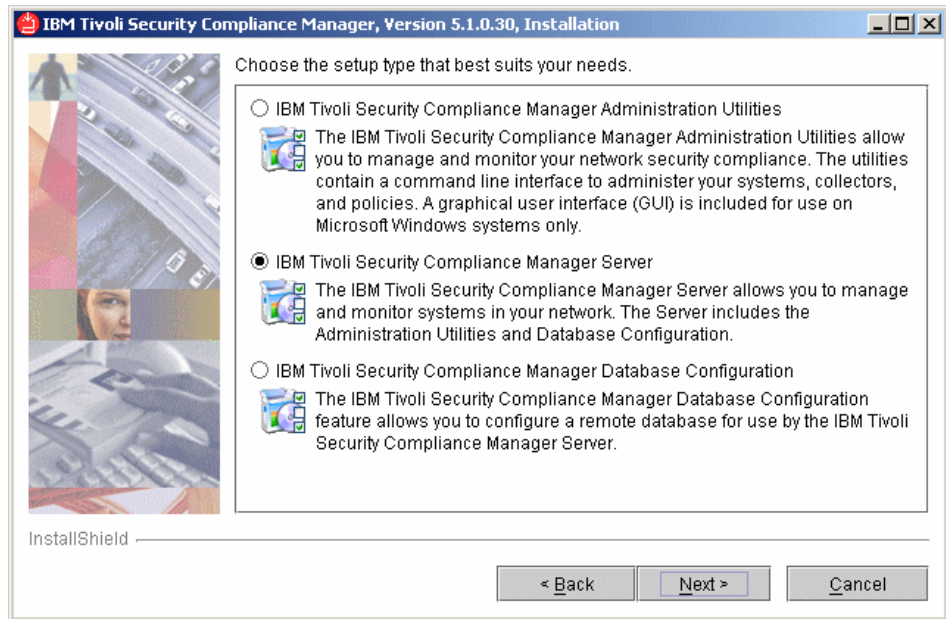 IBM Tivoli Security Compliance Manager, Version 5.1.0.30, Installation
Choose the setup type that best suits your needs.
IBM Tivoli Security Compliance Manager Administration Utilities
The IBM Tivoli Security Compliance Manager Administration Utilities allow
you to manage and monitor your network security compliance. The utilities
contain a command line interface to administer your systems, collectors,
and policies. A graphical user interface (GUI) is included for use on
Microsoft Windows systems only.
IBM Tivoli Security Compliance Manager Server
The IBM Tivoli Security Compliance Manager Server allows you to manage
and monitor systems in your network. The Server includes the
Administration Utilities and Database Configuration.
IBM Tivoli Security Compliance Manager Database Configuration
The IBM Tivoli Security Compliance Manager Database Configuration
feature allows you to configure a remote database for use by the IBM Tivoli
Security Compliance Manager Server.
InstallShield
< Back Next > Cancel